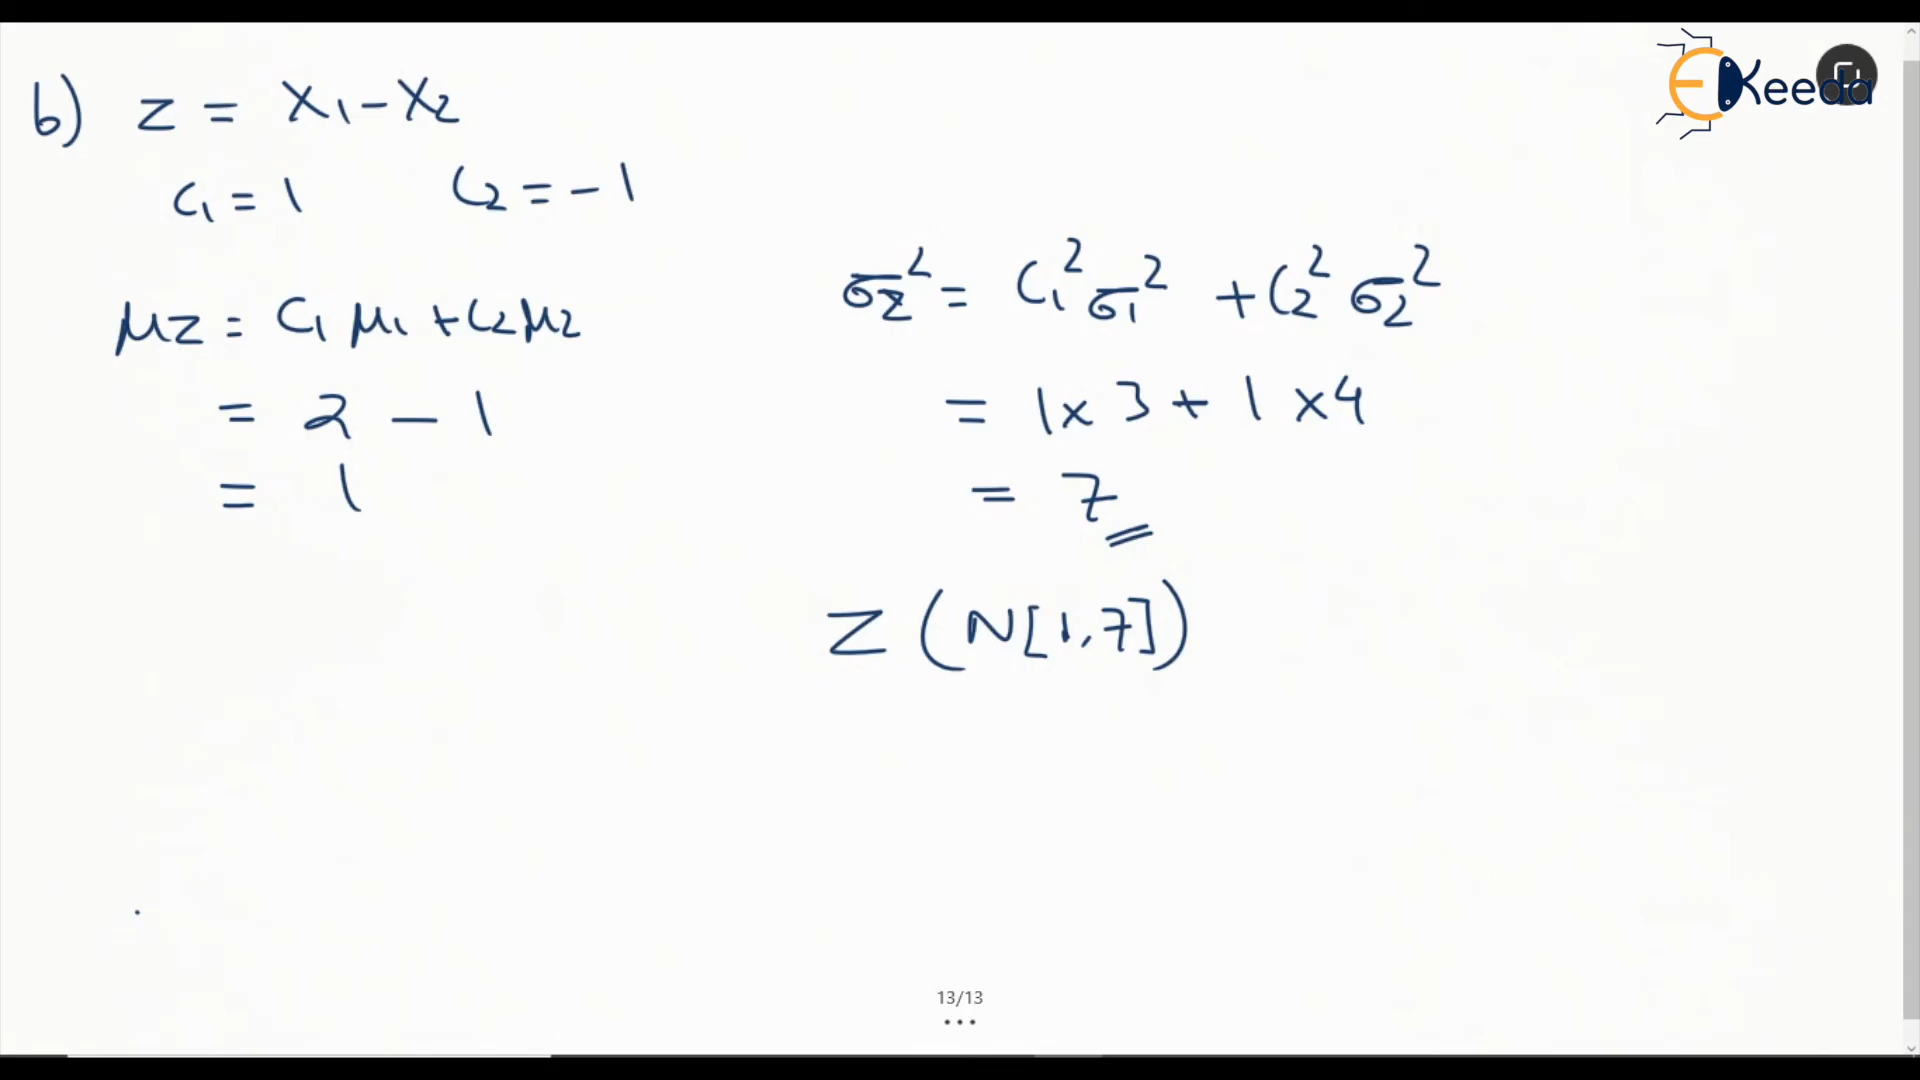 b) Z = X₁ - X₂
C₁ = 1 C₂ = -1
μz = C₁ μ₁ + C₂ μ₂
= 2 - 1
= 1
σz² = C₁² σ₁² + C₂² σ₂²
= 1 x 3 + 1 x 4
= 7
Z (N[1,7])
EKeeda
13/13